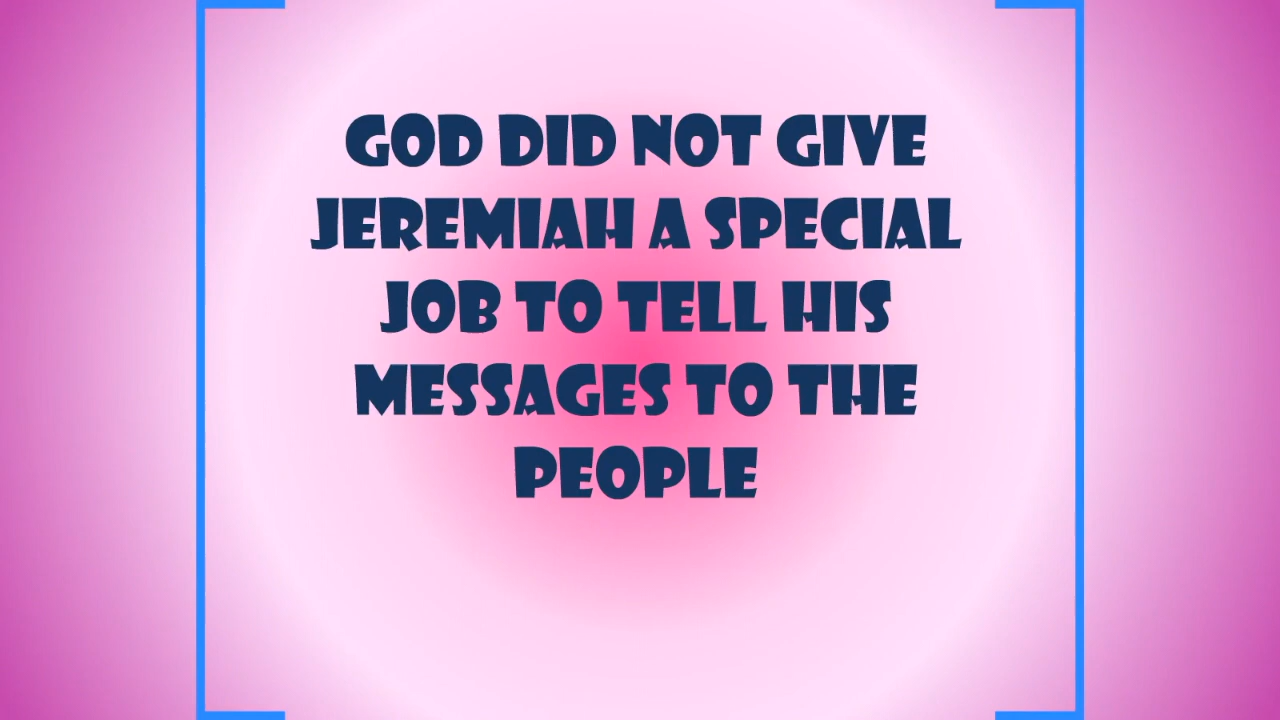 GOD DID NOT GIVE
JEREMIAH A SPECIAL
JOB TO TELL HIS
MESSAGES TO THE
PEOPLE